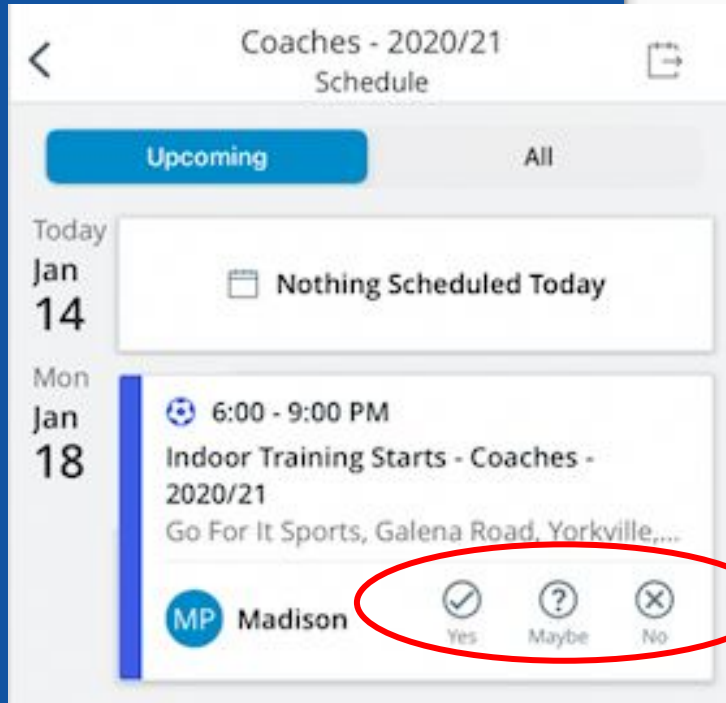 Coaches - 2020/21
Schedule
Upcoming All
Today
Jan
14
Nothing Scheduled Today
Mon
Jan
18
6:00 - 9:00 PM
Indoor Training Starts - Coaches -
2020/21
Go For It Sports, Galena Road, Yorkville,...
MP Madison
Yes Maybe No